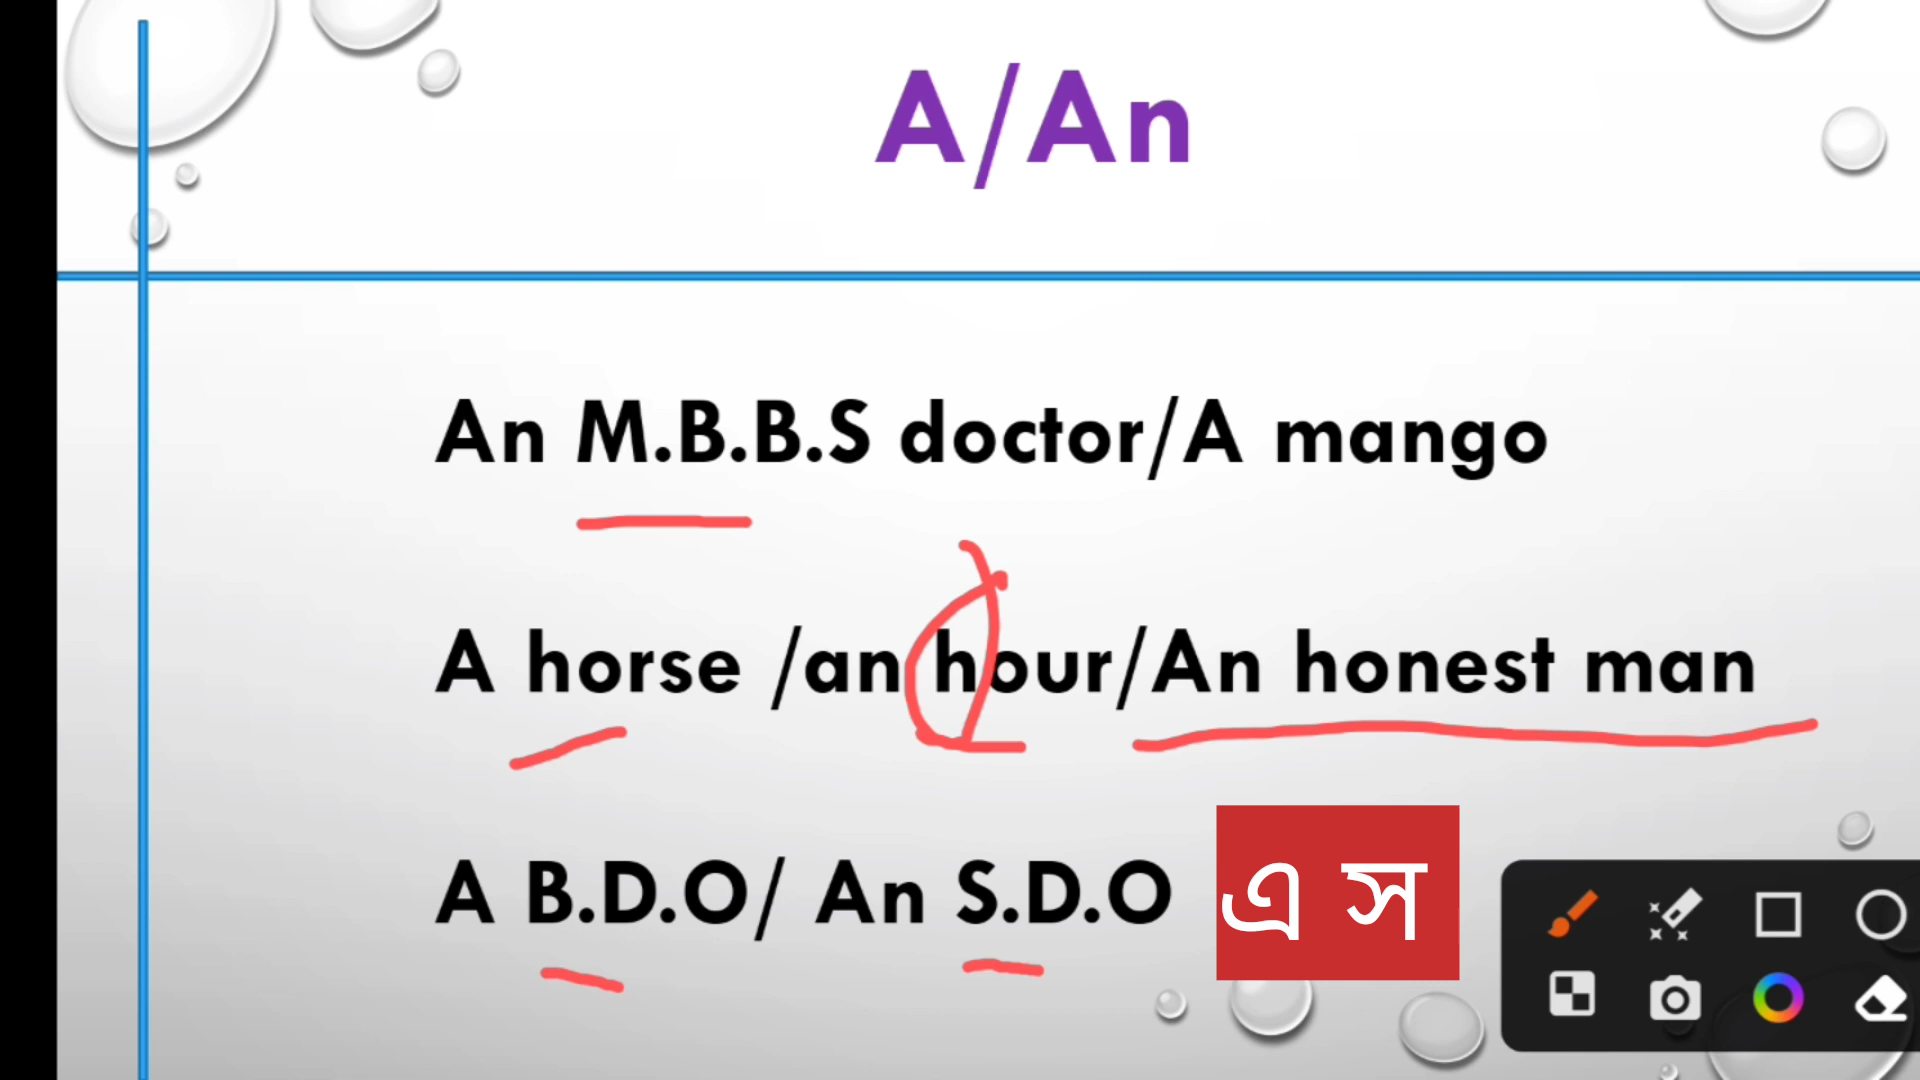 A/An
An M.B.B.S doctor/A mango
A horse /an hour/An honest man
A B.D.O/ An S.D.O এ স